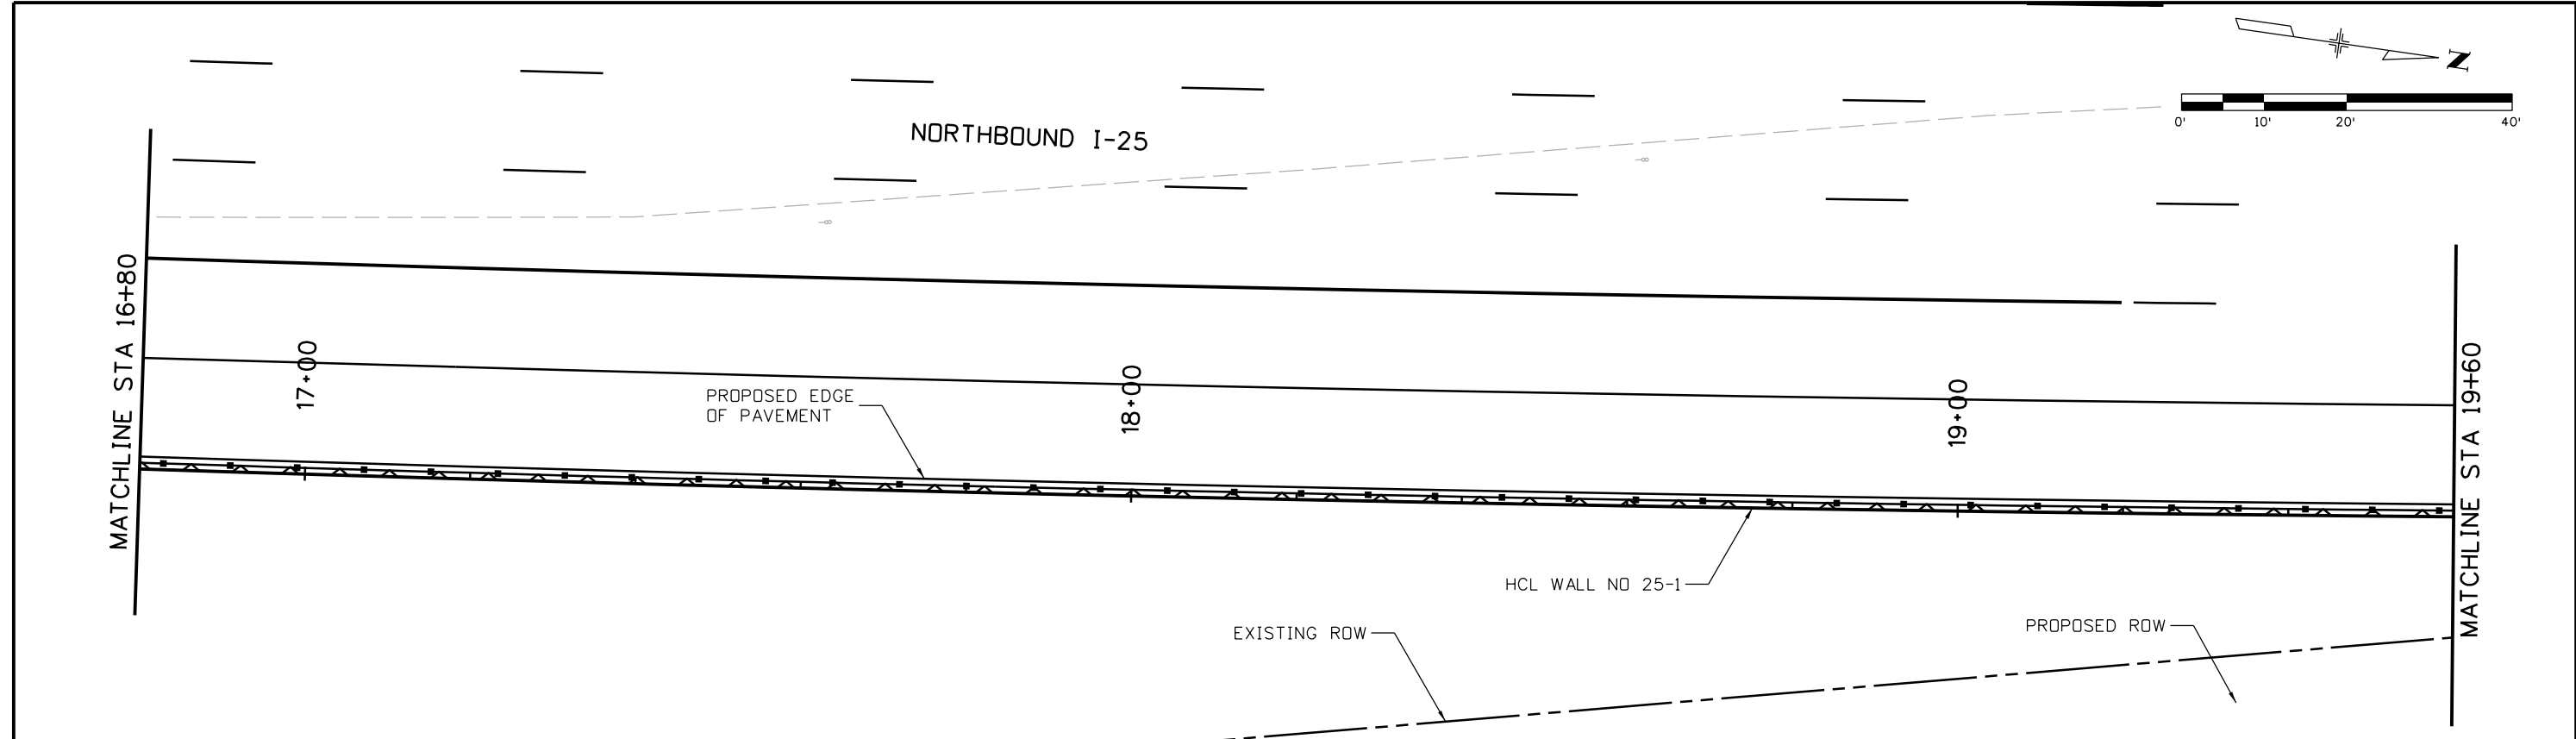 N
0' 10' 20' 40'
NORTHBOUND I-25
MATCHLINE STA 16+80
17+00
PROPOSED EDGE
OF PAVEMENT
18+00
19+00
MATCHLINE STA 19+60
HCL WALL NO 25-1
EXISTING ROW
PROPOSED ROW